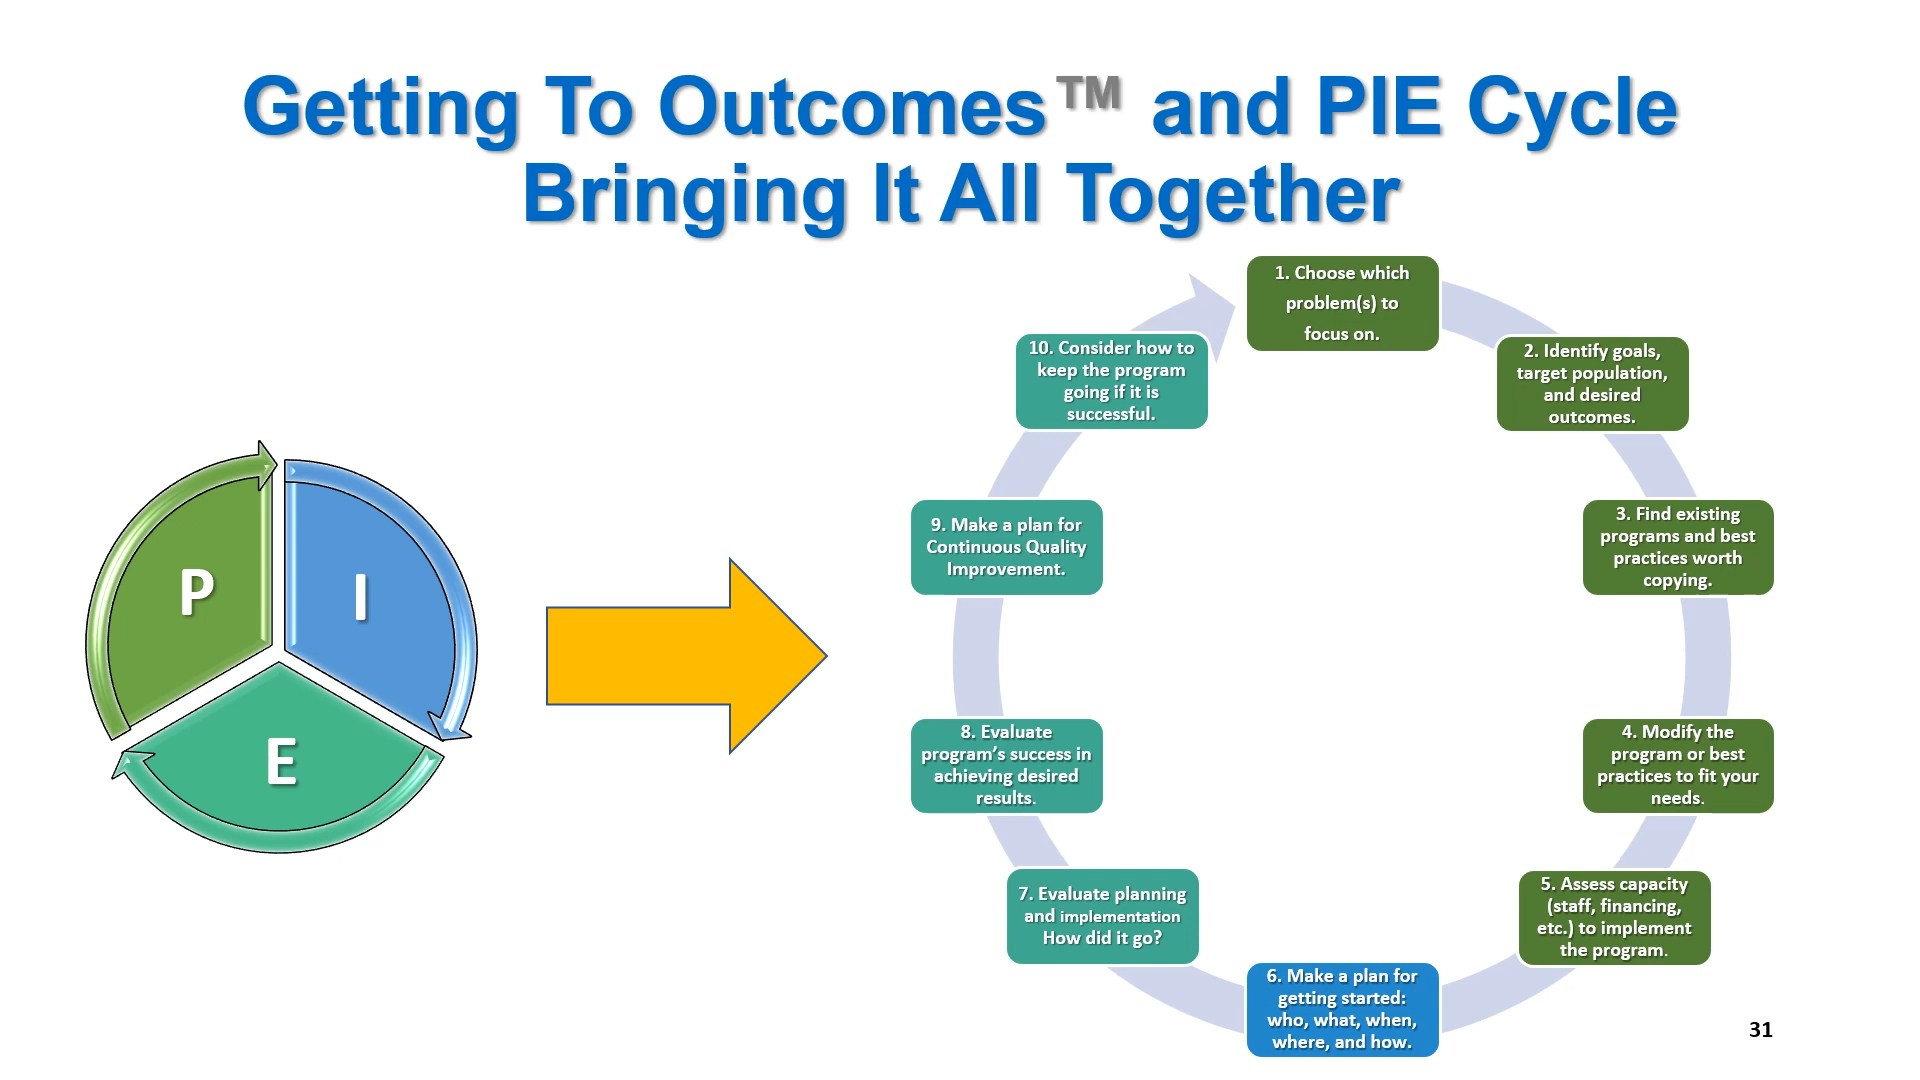 Getting To Outcomes™ and PIE Cycle
Bringing It All Together
P
I
E
1. Choose which
problem(s) to
focus on.
2. Identify goals,
target population,
and desired
outcomes.
3. Find existing
programs and best
practices worth
copying.
4. Modify the
program or best
practices to fit your
needs.
5. Assess capacity
(staff, financing,
etc.) to implement
the program.
6. Make a plan for
getting started:
who, what, when,
where, and how.
7. Evaluate planning
and implementation
How did it go?
8. Evaluate
program’s success in
achieving desired
results.
9. Make a plan for
Continuous Quality
Improvement.
10. Consider how to
keep the program
going if it is
successful.
31